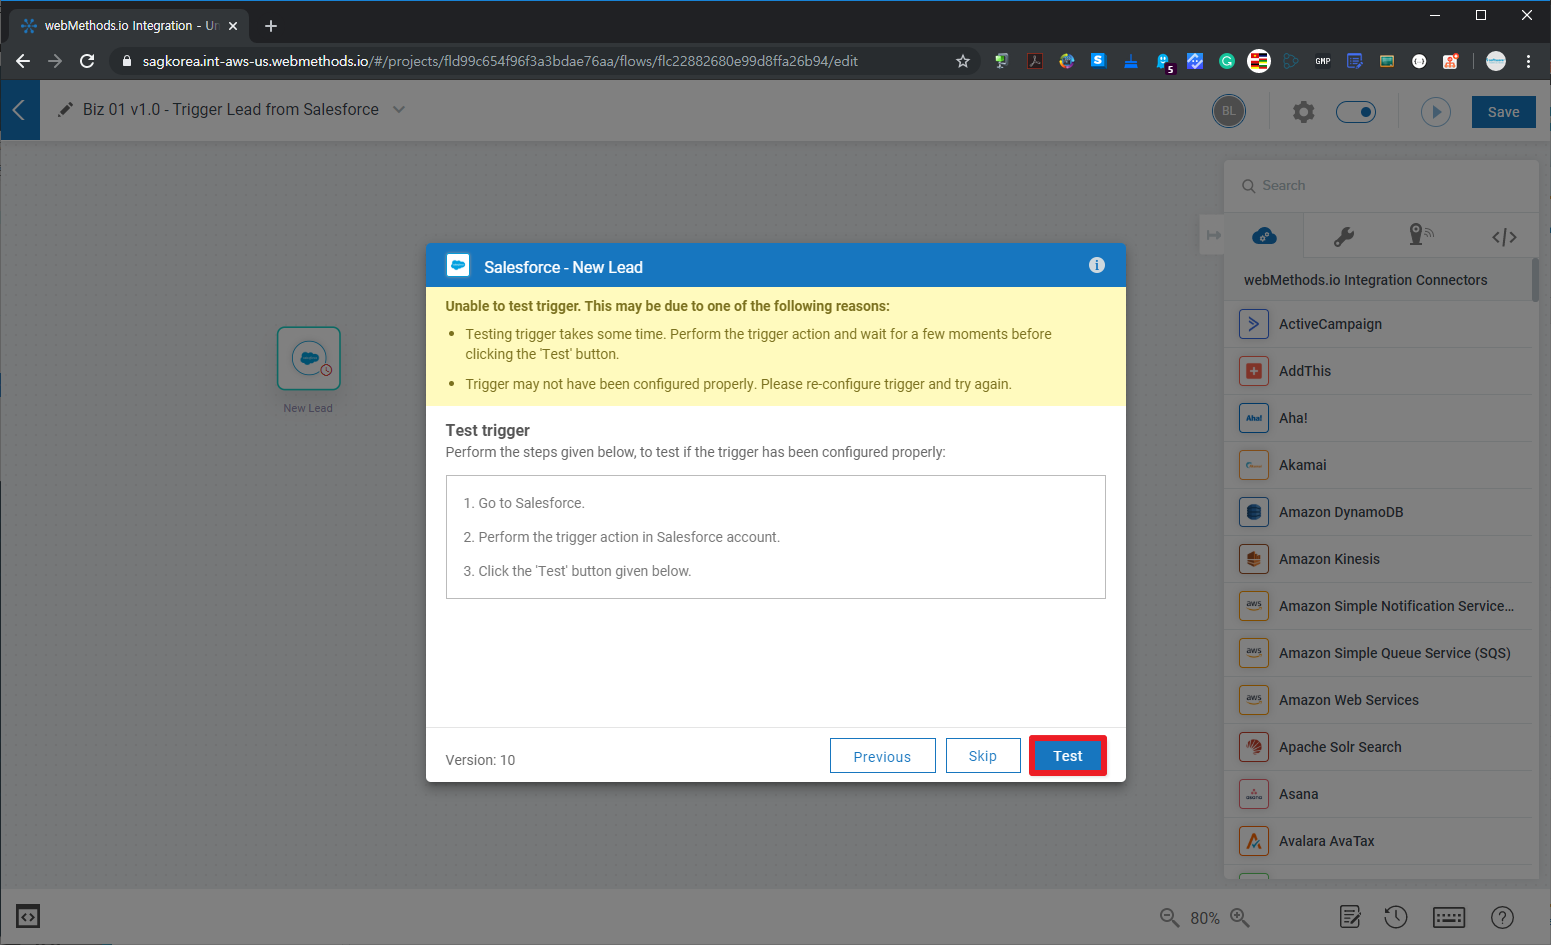 webMethods.io Integration - Un
sagkorea.int-aws-us.webmethods.io/#/projects/fld99c654f96f3a3bdae76aa/flows/flc22882680e99d8ffa26b94/edit
5
GMP
Biz 01 v1.0 - Trigger Lead from Salesforce
BL
Save
Search
webMethods.io Integration Connectors
Salesforce - New Lead
Unable to test trigger. This may be due to one of the following reasons:
• Testing trigger takes some time. Perform the trigger action and wait for a few moments before
clicking the 'Test' button.
• Trigger may not have been configured properly. Please re-configure trigger and try again.
New Lead
Test trigger
Perform the steps given below, to test if the trigger has been configured properly:
1. Go to Salesforce.
2. Perform the trigger action in Salesforce account.
3. Click the 'Test' button given below.
Version: 10
Previous
Skip
Test
ActiveCampaign
AddThis
Aha!
Aha!
Akamai
Amazon DynamoDB
Amazon Kinesis
aws
Amazon Simple Notification Service...
aws
Amazon Simple Queue Service (SQS)
aws
Amazon Web Services
Apache Solr Search
Asana
Avalara AvaTax
80%